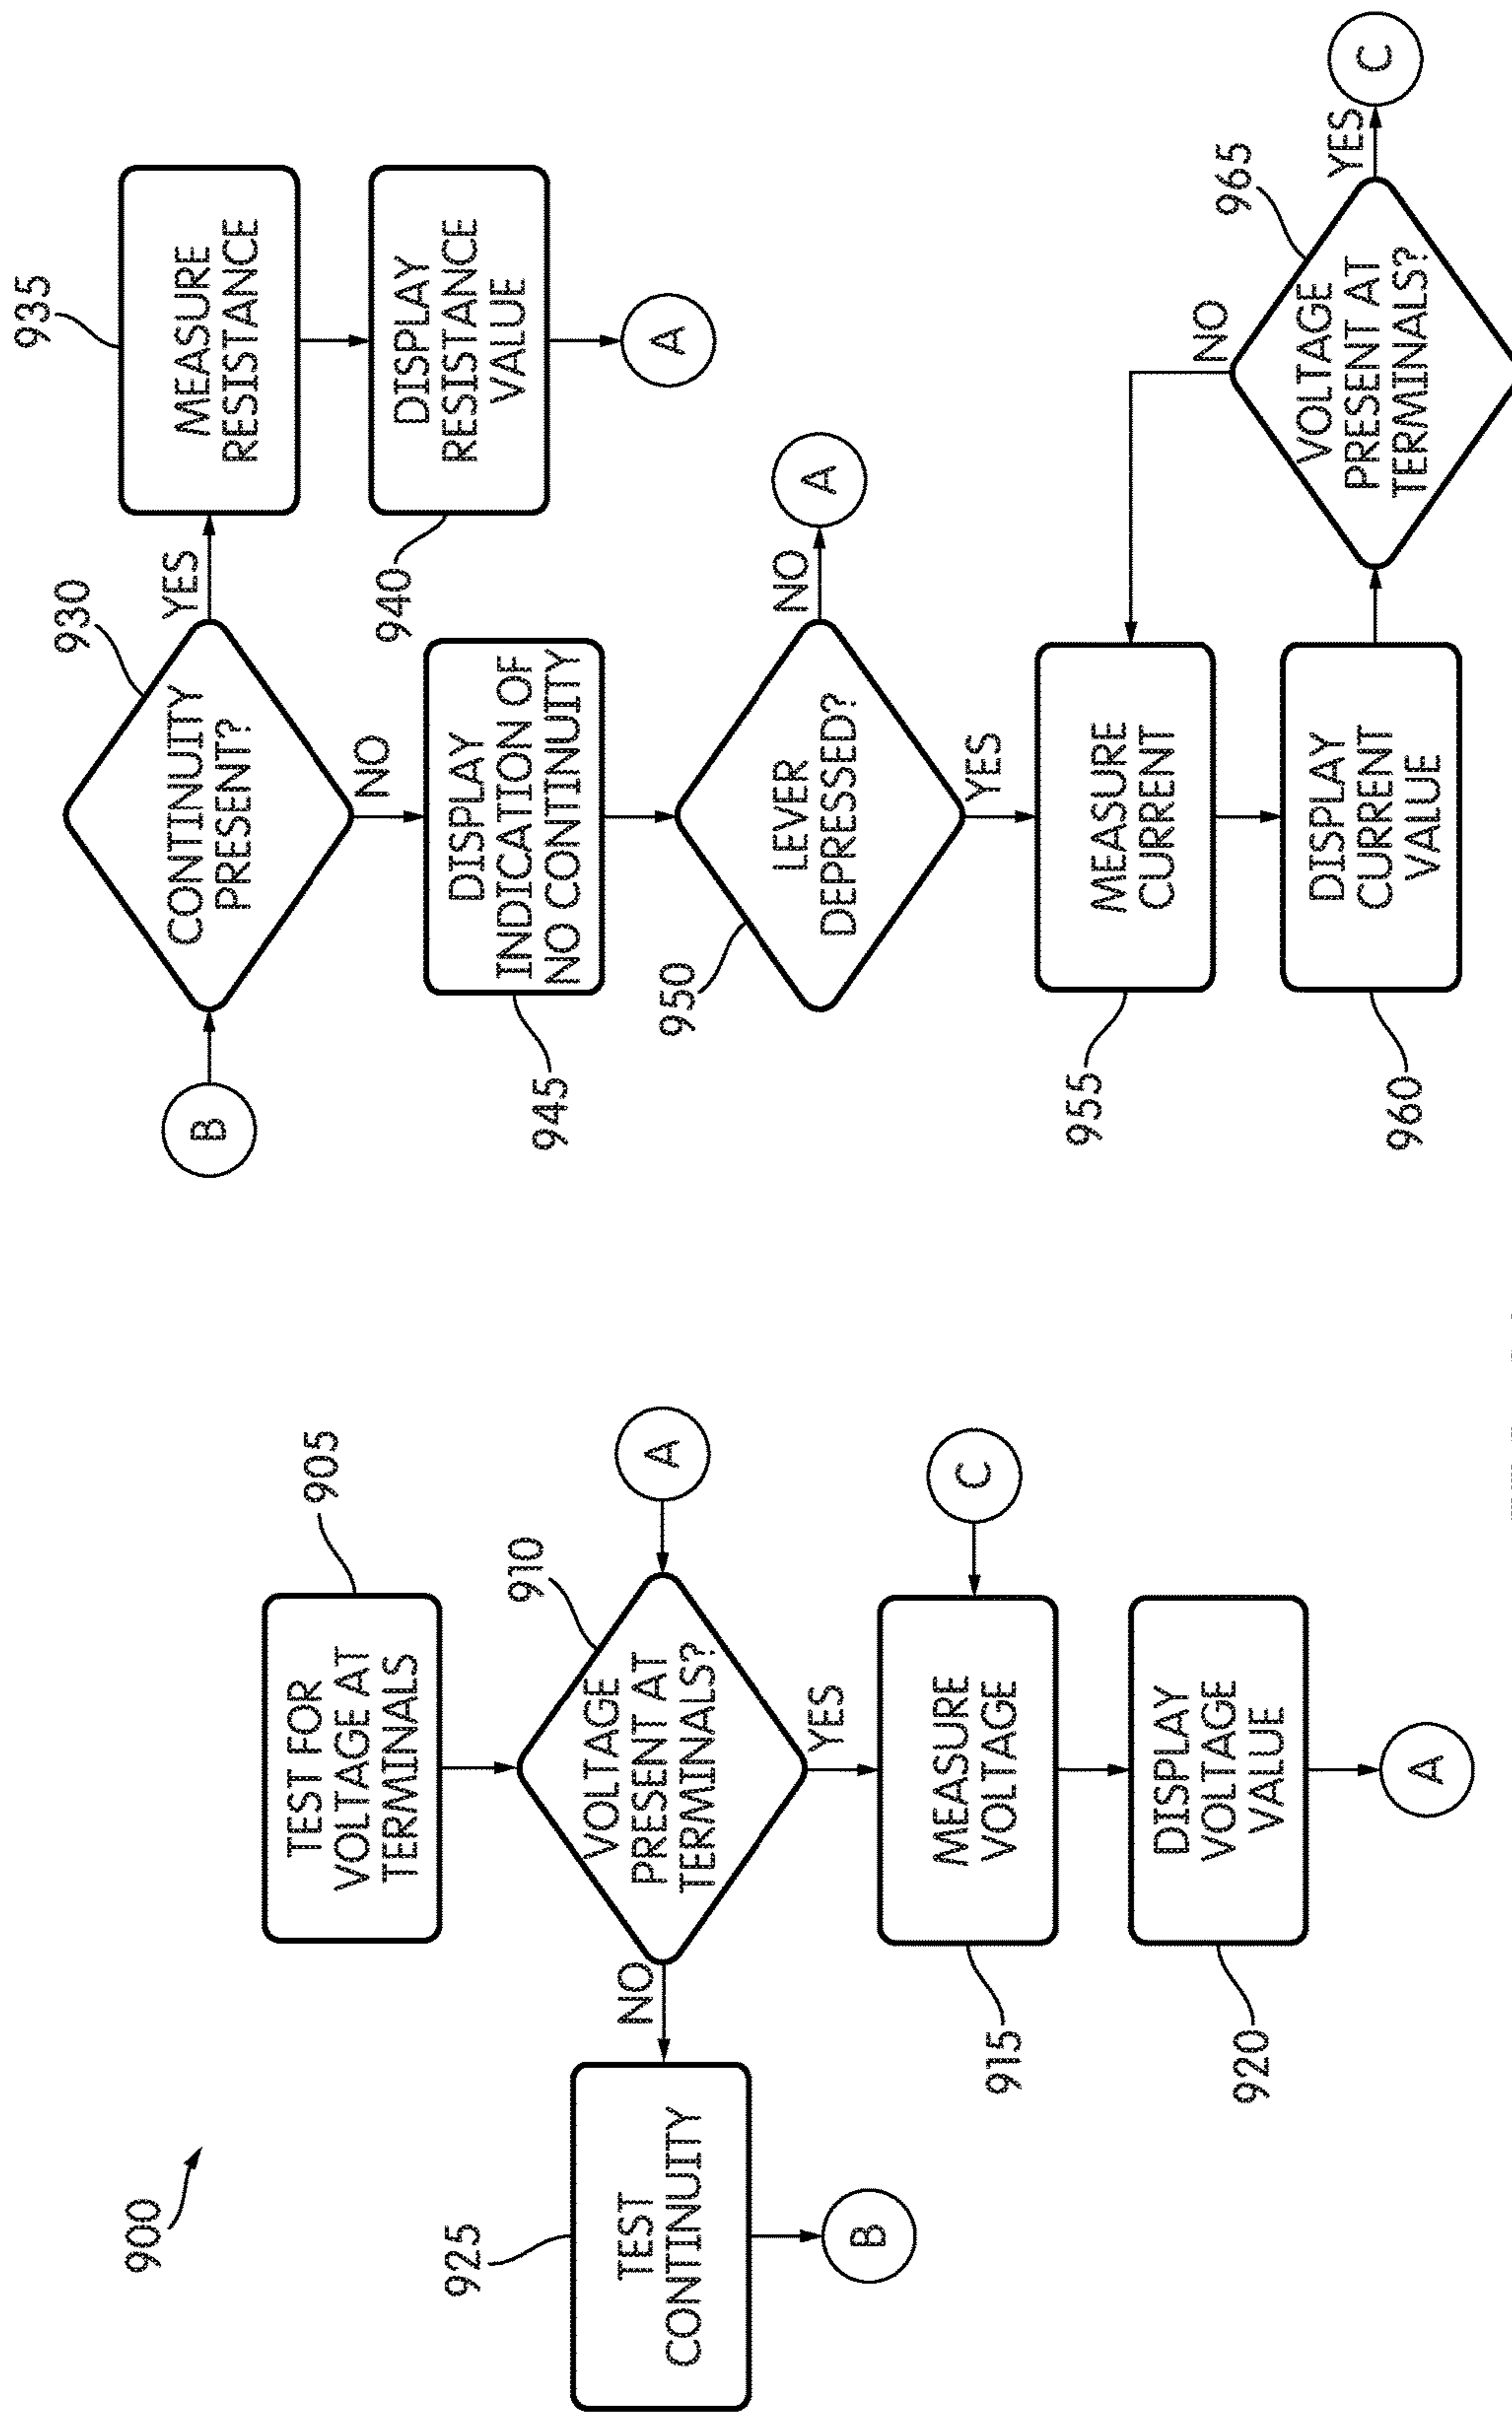 900
905
TEST FOR
VOLTAGE AT
TERMINALS
910
VOLTAGE
PRESENT AT
TERMINALS?
A
NO
YES
925
TEST
CONTINUITY
B
915
MEASURE
VOLTAGE
C
920
DISPLAY
VOLTAGE
VALUE
A
B
930
CONTINUITY
PRESENT?
YES
NO
935
MEASURE
RESISTANCE
940
DISPLAY
RESISTANCE
VALUE
A
945
DISPLAY
INDICATION OF
NO CONTINUITY
950
LEVER
DEPRESSED?
NO
A
YES
955
MEASURE
CURRENT
960
DISPLAY
CURRENT
VALUE
965
VOLTAGE
PRESENT AT
TERMINALS?
NO
YES
C